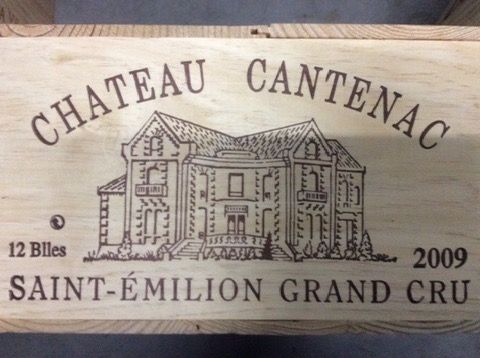 CHATEAU CANTENAC
12 Blles
2009
SAINT-ÉMILION GRAND CRU